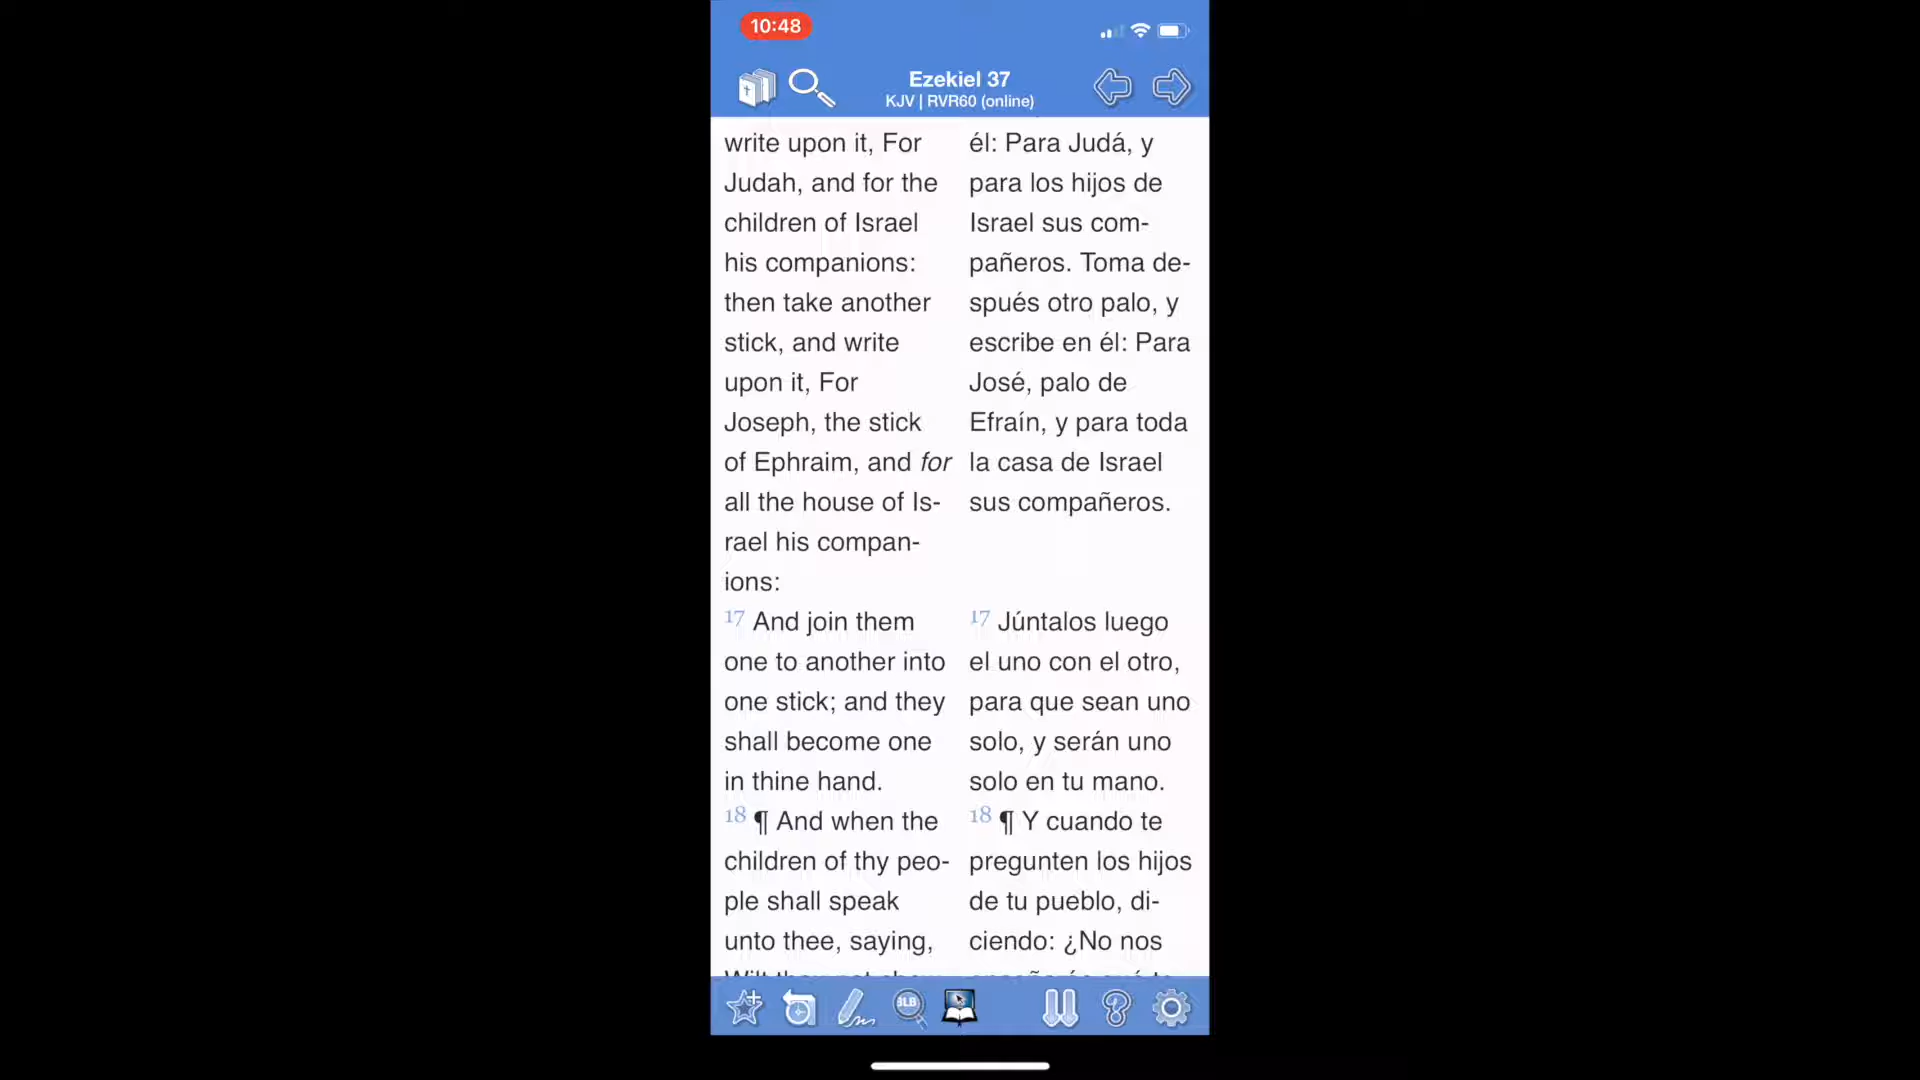 10:48
Ezekiel 37
KJV | RVR60 (online)
write upon it, For
Judah, and for the
children of Israel
his companions:
then take another
stick, and write
upon it, For
Joseph, the stick
of Ephraim, and for
all the house of Is-
rael his compan-
ions:
17 And join them
one to another into
one stick; and they
shall become one
in thine hand.
18 ¶ And when the
children of thy peo-
ple shall speak
unto thee, saying,
él: Para Judá, y
para los hijos de
Israel sus com-
pañeros. Toma de-
spués otro palo, y
escribe en él: Para
José, palo de
Efraín, y para toda
la casa de Israel
sus compañeros.
17 Júntalos luego
el uno con el otro,
para que sean uno
solo, y serán uno
solo en tu mano.
18 ¶ Y cuando te
pregunten los hijos
de tu pueblo, di-
ciendo: ¿No nos
BLB